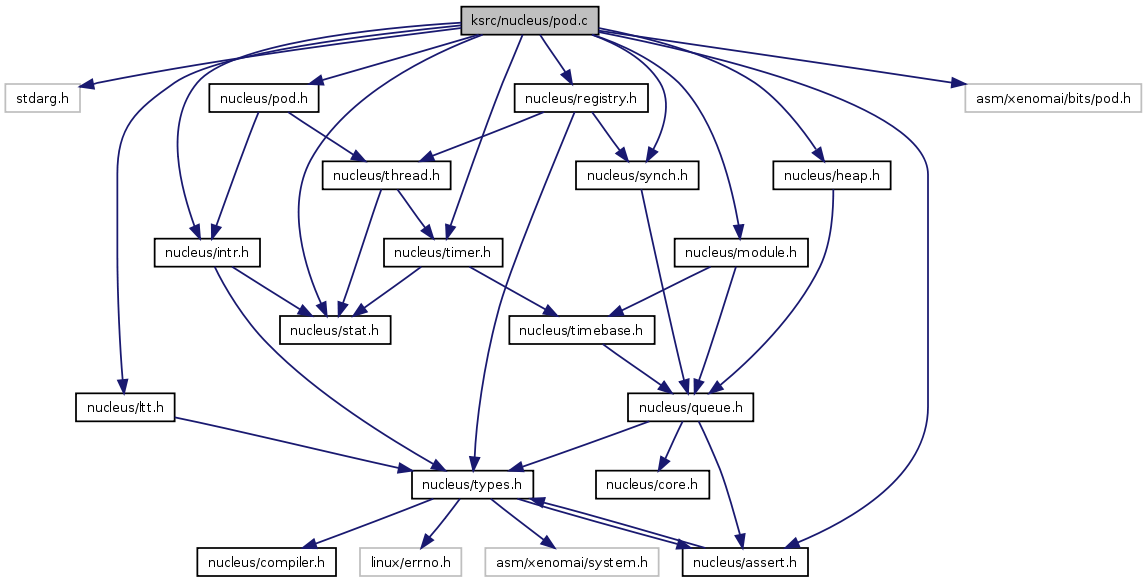 ksrc/nucleus/pod.c
stdarg.h
nucleus/pod.h
nucleus/registry.h
asm/xenomai/bits/pod.h
nucleus/thread.h
nucleus/synch.h
nucleus/heap.h
nucleus/intr.h
nucleus/timer.h
nucleus/module.h
nucleus/stat.h
nucleus/timebase.h
nucleus/ltt.h
nucleus/queue.h
nucleus/types.h
nucleus/core.h
nucleus/compiler.h
linux/errno.h
asm/xenomai/system.h
nucleus/assert.h